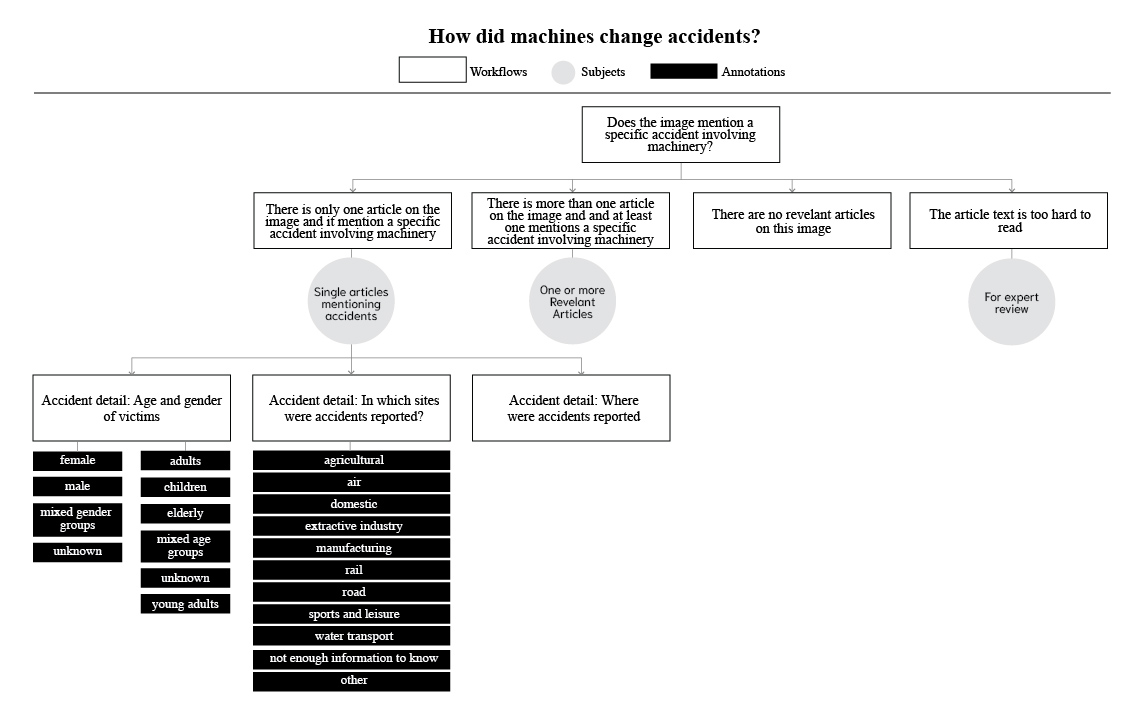 How did machines change accidents?
Workflows
Subjects
Annotations
Does the image mention a
specific accident involving
machinery?
There is only one article on the
image and it mention a specific
accident involving machinery
There is more than one article
on the image and and at least
one mentions a specific
accident involving machinery
There are no revelant articles
on this image
The article text is too hard to
read
Single articles
mentioning
accidents
One or more
Revelant
Articles
For expert
review
Accident detail: Age and gender
of victims
Accident detail: In which sites
were accidents reported?
Accident detail: Where
were accidents reported
female
male
mixed gender
groups
unknown
adults
children
elderly
mixed age
groups
unknown
young adults
agricultural
air
domestic
extractive industry
manufacturing
rail
road
sports and leisure
water transport
not enough information to know
other